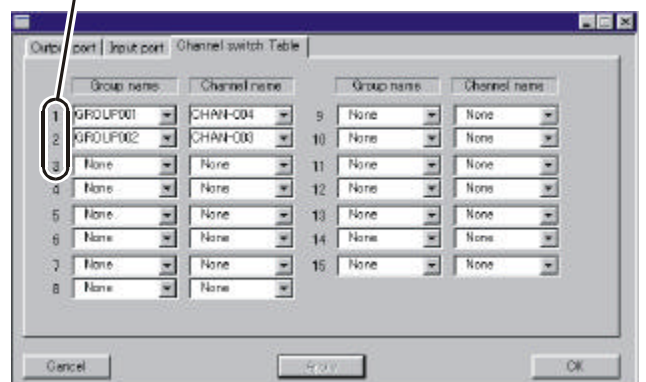 Output port Input port Channel switch Table
Group name Channel name Group name Channel name
1 GROUP001 CHAN-004 9 None None
2 GROUP002 CHAN-003 10 None None
3 None None 11 None None
4 None None 12 None None
5 None None 13 None None
6 None None 14 None None
7 None None 15 None None
8 None None
Cancel OK